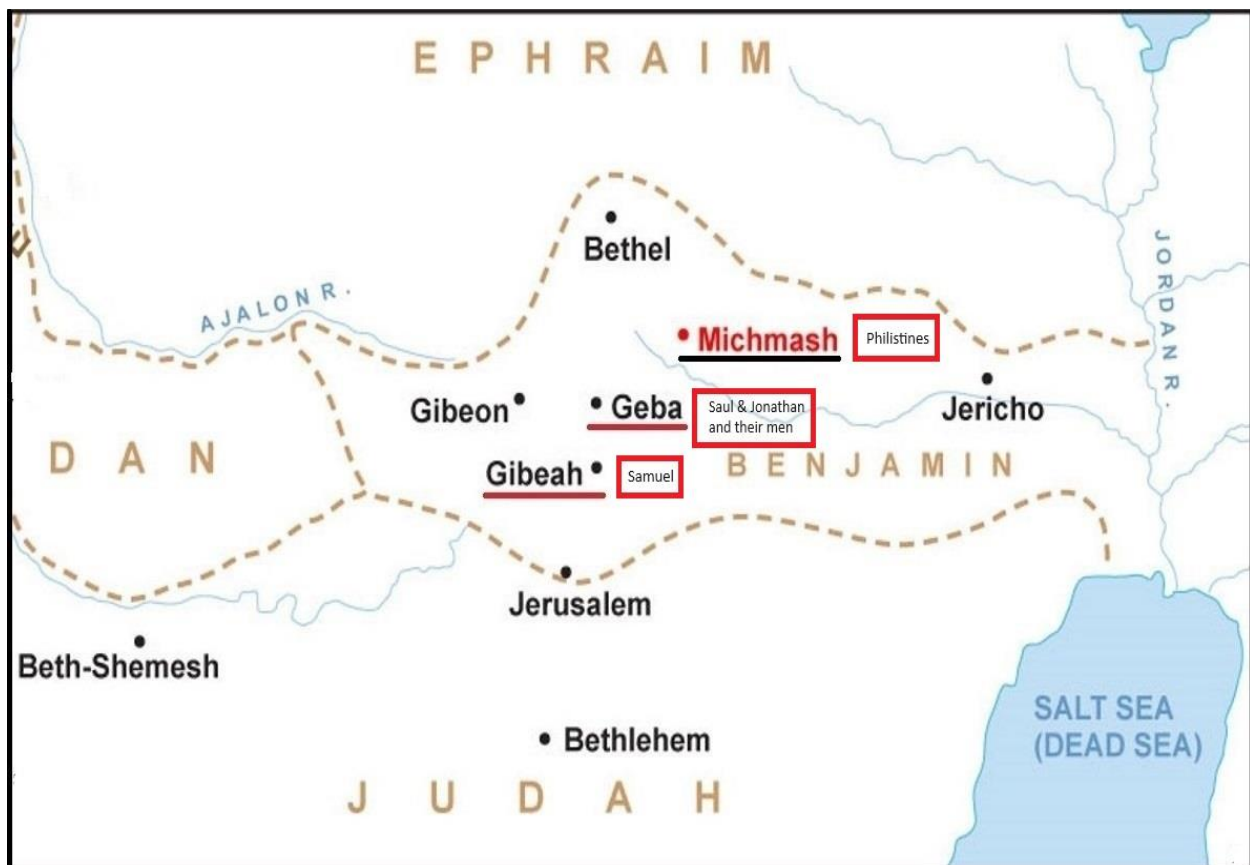 EPHRAIM
Bethel
JORDAN R.
AJALON R.
Michmash
Philistines
Gibeon
Geba
Saul & Jonathan
and their men
Jericho
DAN
Gibeah
Samuel
BENJAMIN
Jerusalem
Beth-Shemesh
SALT SEA
(DEAD SEA)
Bethlehem
JUDAH